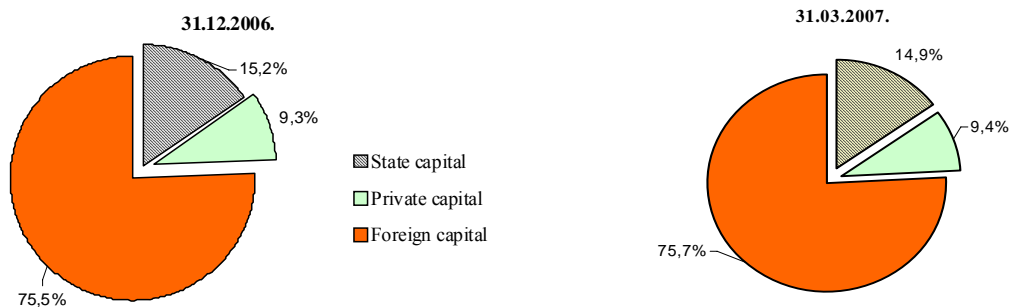 31.12.2006.
15,2%
9,3%
75,5%
State capital
Private capital
Foreign capital
31.03.2007.
14,9%
9,4%
75,7%